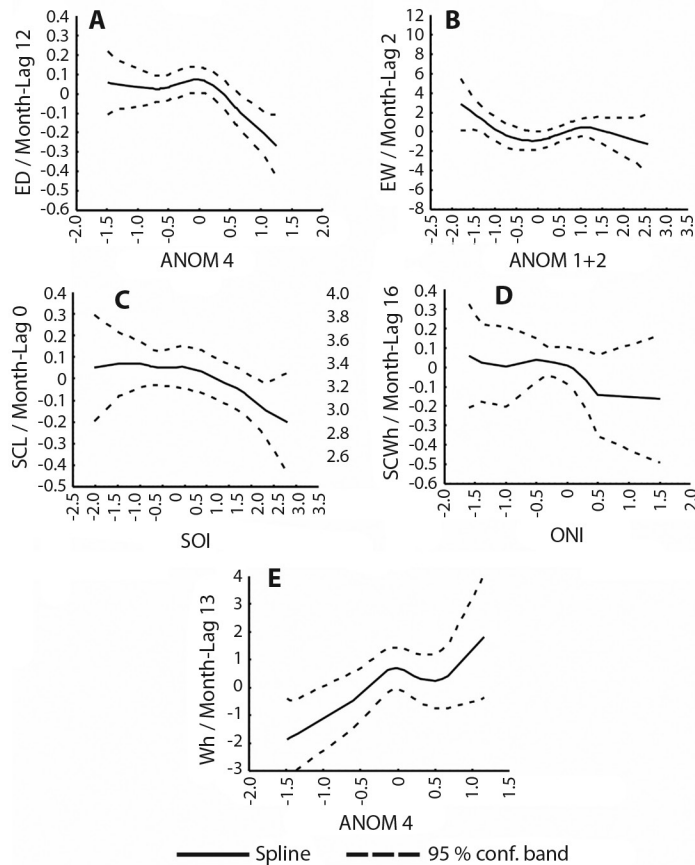 A
ED / Month-Lag 12
0.4
0.3
0.2
0.1
0
-0.1
-0.2
-0.3
-0.4
-0.5
0.6
-2.0 -1.5 -1.0 -0.5 0 0.5 1.0 1.5 2.0
ANOM 4
B
EW / Month-Lag 2
12
10
8
6
4
2
0
-2
-4
-6
-8
-2.5 -2.0 -1.5 -1.0 -0.5 0 0.5 1.0 1.5 2.0 2.5 3.0 3.5
ANOM 1+2
C
SCL / Month-Lag 0
0.4
0.3
0.2
0.1
0
-0.1
-0.2
-0.3
-0.4
-0.5
-2.0 -1.5 -1.0 -0.5 0 0.5 1.0 1.5 2.0 2.5 3.0 3.5
SOI
4.0
3.8
3.6
3.4
3.2
3.0
2.8
2.6
D
SCWh / Month-Lag 16
0.4
0.3
0.2
0.1
0
-0.1
-0.2
-0.3
-0.4
-0.5
-0.6
-2.0 -1.5 -1.0 -0.5 0 0.5 1.0 1.5 2.0
ONI
E
Wh / Month-Lag 13
4
3
2
1
0
-1
-2
-3
-2.0 -1.5 -1.0 -0.5 0 0.5 1.0 1.5
ANOM 4
Spline 95 % conf. band